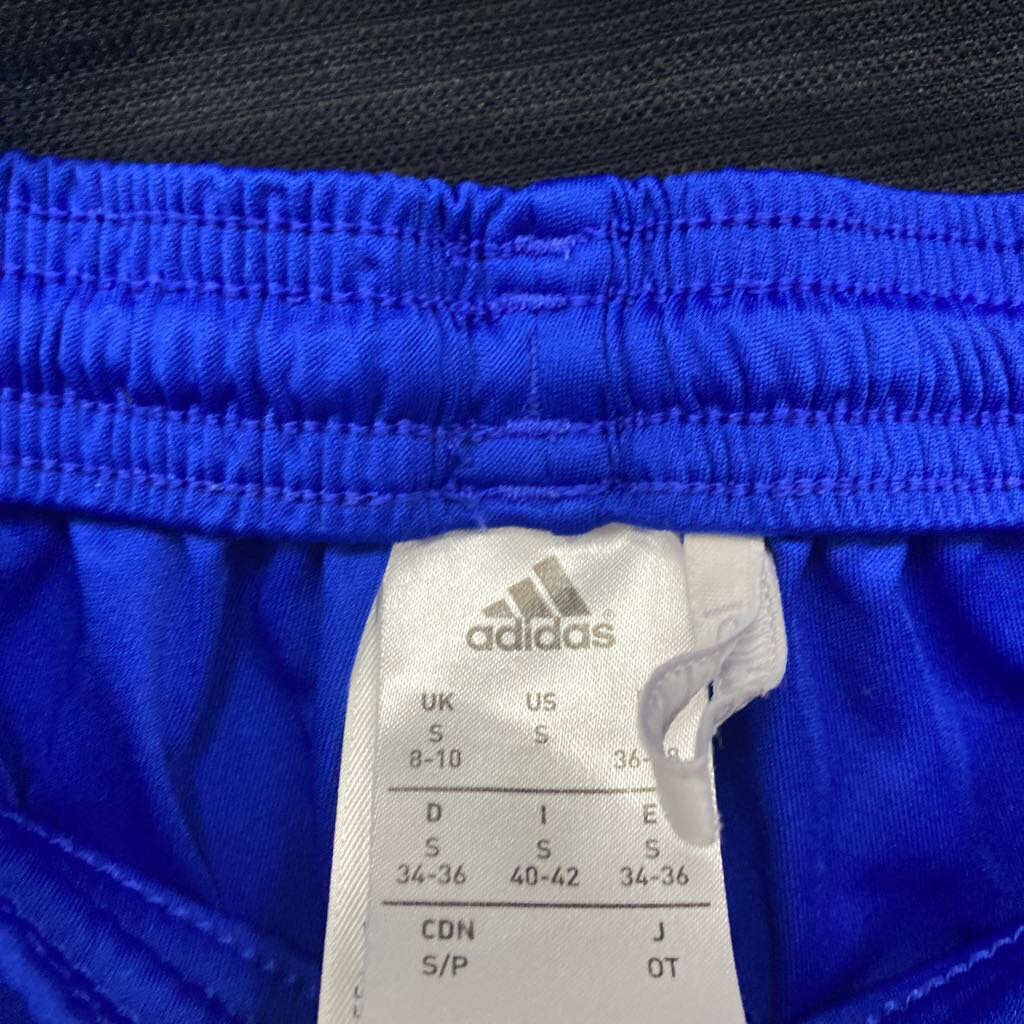 adidas
UK US
S S
8-10
D I E
S S S
34-36 40-42 34-36
CDN J
S/P OT